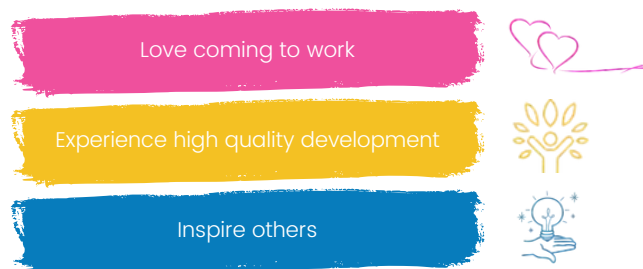 Love coming to work
Experience high quality development
Inspire others